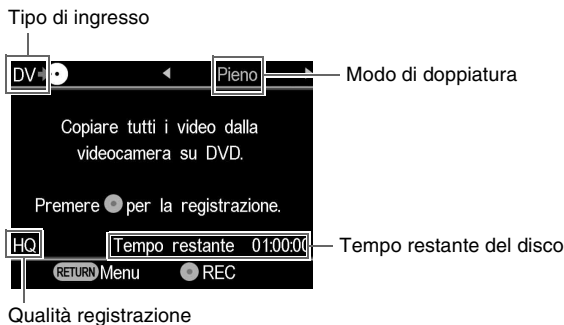 Tipo di ingresso
DV Pieno
Modo di doppiatura
Copiare tutti i video dalla
videocamera su DVD.
Premere per la registrazione.
HQ Tempo restante 01:00:00
Tempo restante del disco
RETURN Menu REC
Qualità registrazione